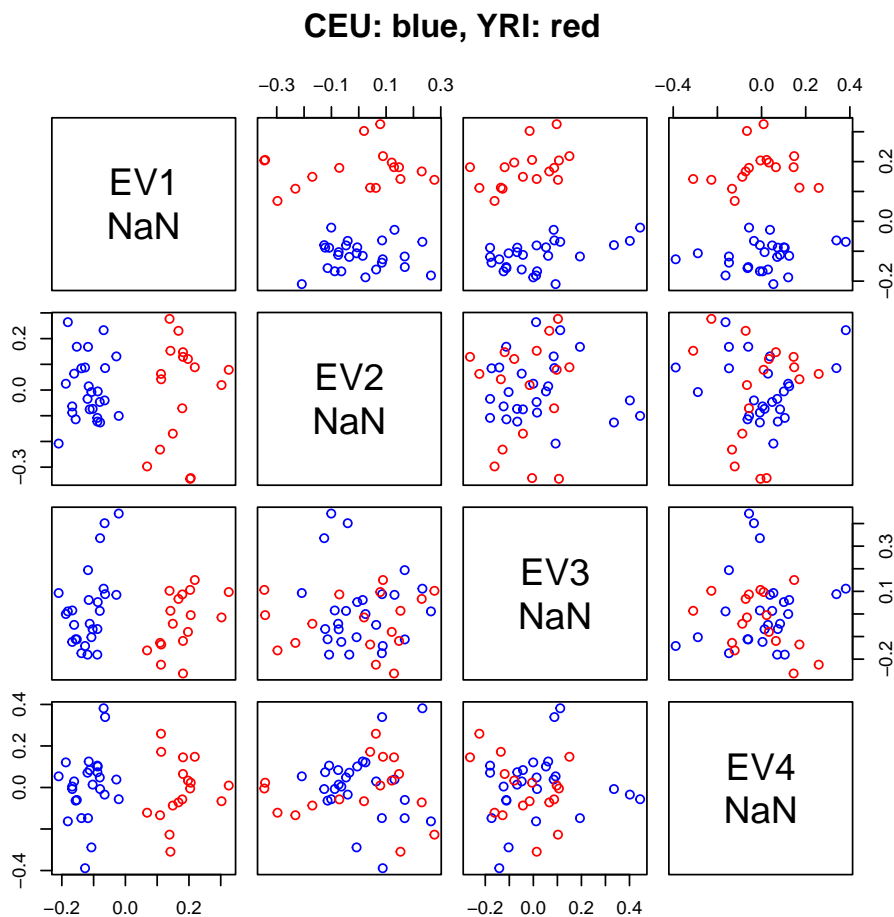 CEU: blue, YRI: red
−0.3 −0.1 0.1 0.3
−0.4 0.0 0.2 0.4
EV1
NaN
−0.2 0.0 0.2
−0.3 0.0 0.2
EV2
NaN
EV3
NaN
−0.2 0.1 0.3
−0.4 0.0 0.2 0.4
EV4
NaN
−0.2 0.0 0.2
−0.2 0.0 0.2 0.4